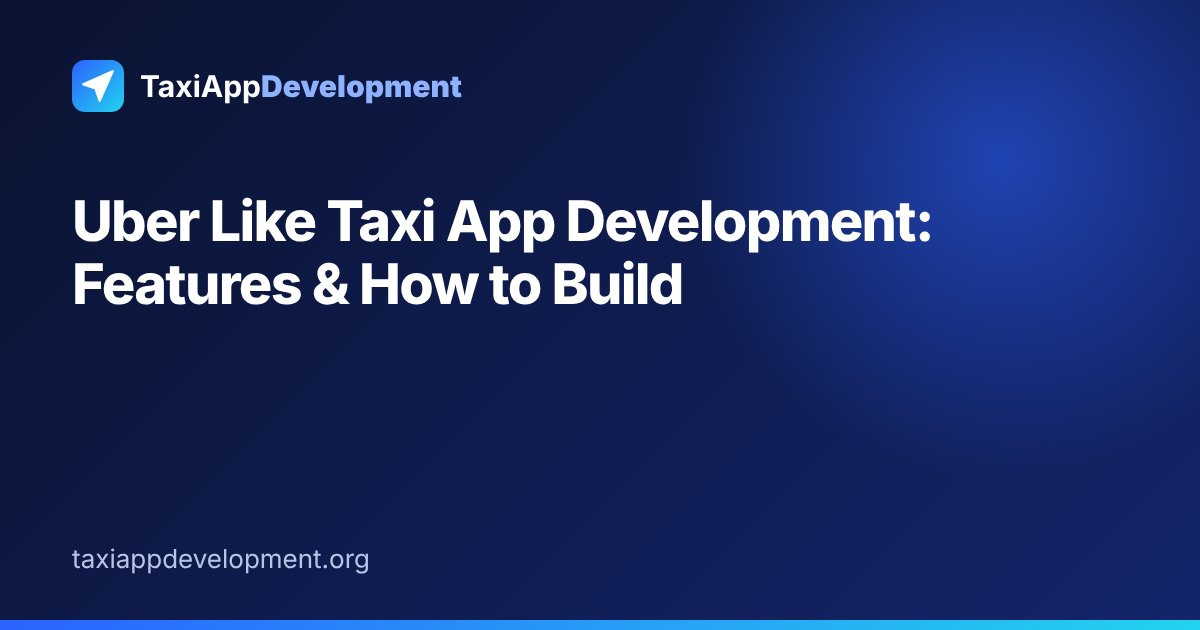 TaxiAppDevelopment
Uber Like Taxi App Development:
Features & How to Build
taxiappdevelopment.org